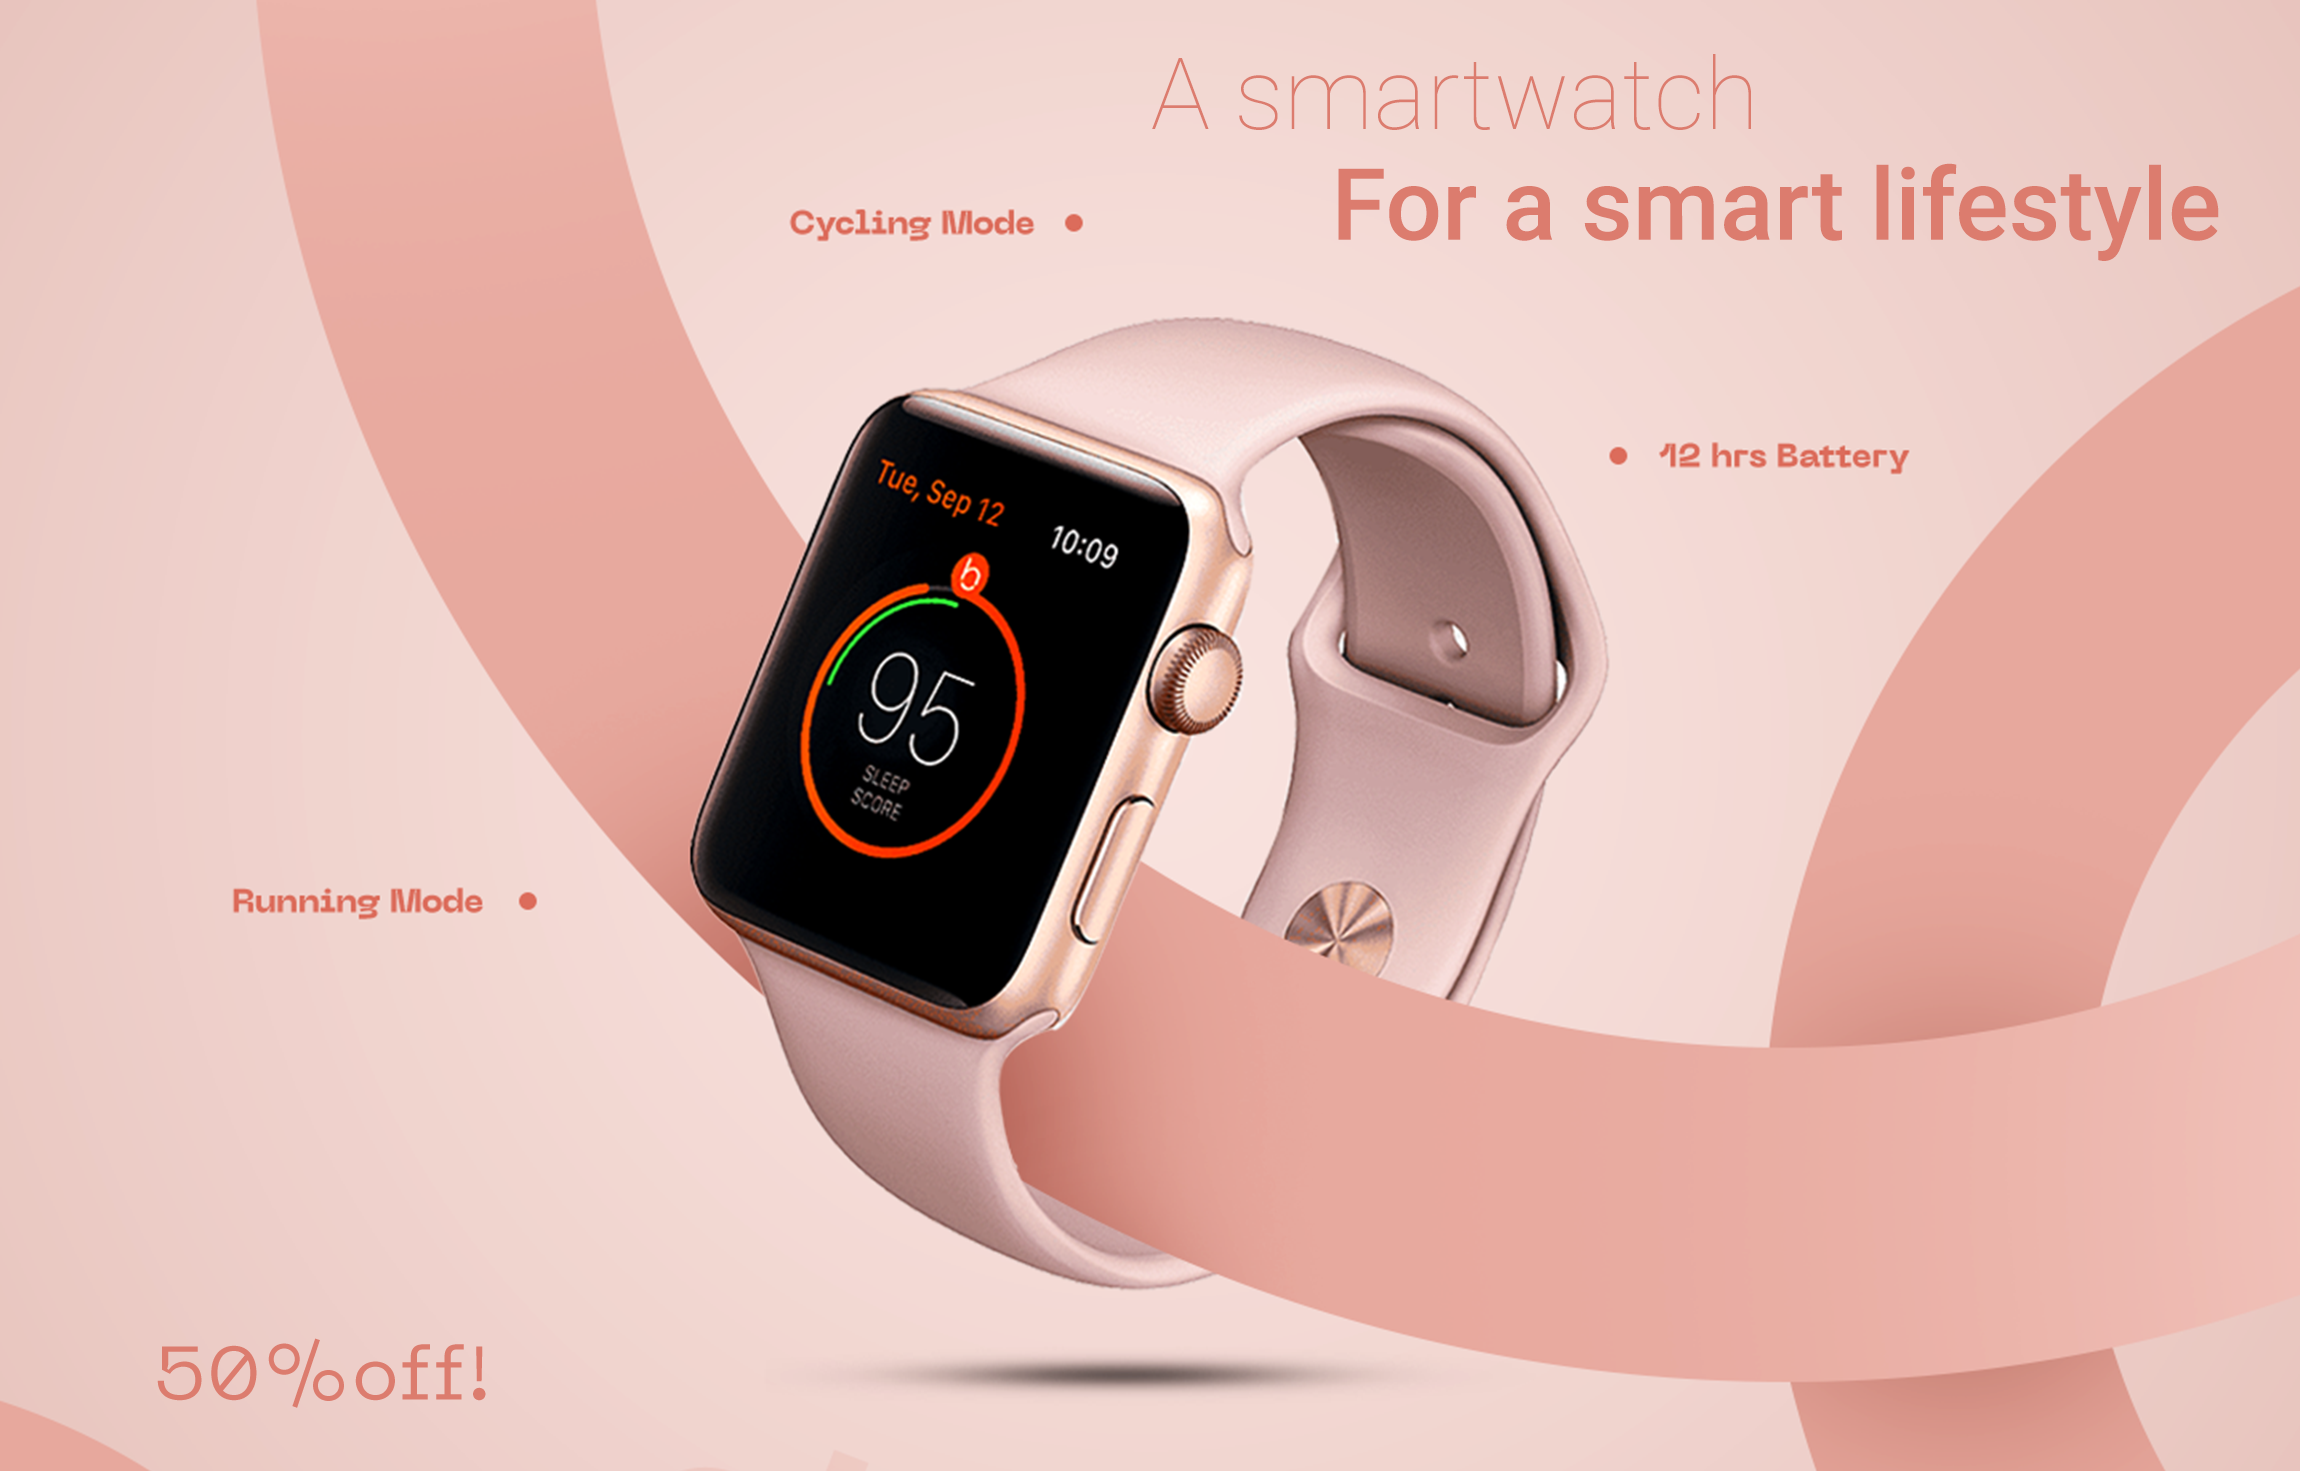 A smartwatch
For a smart lifestyle
Cycling Mode
12 hrs Battery
Tue, Sep 12
10:09
b
95
SLEEP
SCORE
Running Mode
50%off!